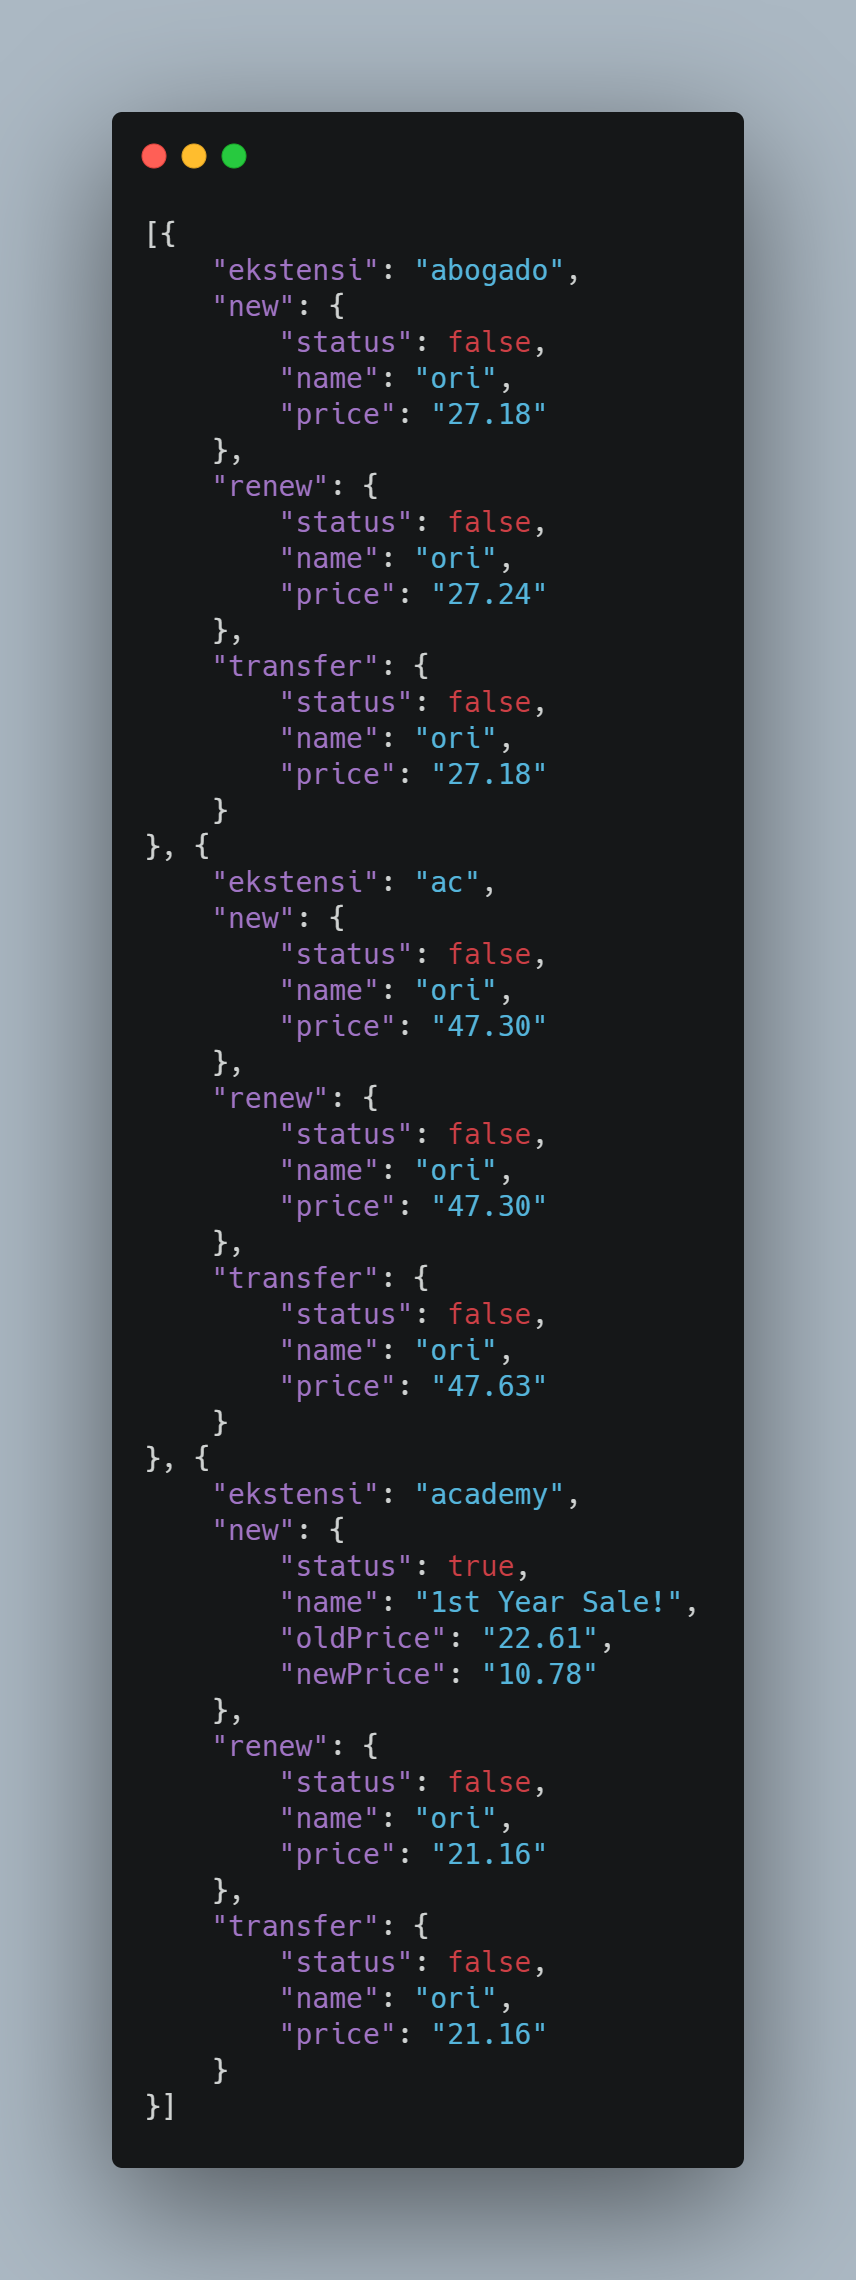 [{
    "ekstensi": "abogado",
    "new": {
        "status": false,
        "name": "ori",
        "price": "27.18"
    },
    "renew": {
        "status": false,
        "name": "ori",
        "price": "27.24"
    },
    "transfer": {
        "status": false,
        "name": "ori",
        "price": "27.18"
    }
}, {
    "ekstensi": "ac",
    "new": {
        "status": false,
        "name": "ori",
        "price": "47.30"
    },
    "renew": {
        "status": false,
        "name": "ori",
        "price": "47.30"
    },
    "transfer": {
        "status": false,
        "name": "ori",
        "price": "47.63"
    }
}, {
    "ekstensi": "academy",
    "new": {
        "status": true,
        "name": "1st Year Sale!",
        "oldPrice": "22.61",
        "newPrice": "10.78"
    },
    "renew": {
        "status": false,
        "name": "ori",
        "price": "21.16"
    },
    "transfer": {
        "status": false,
        "name": "ori",
        "price": "21.16"
    }
}]